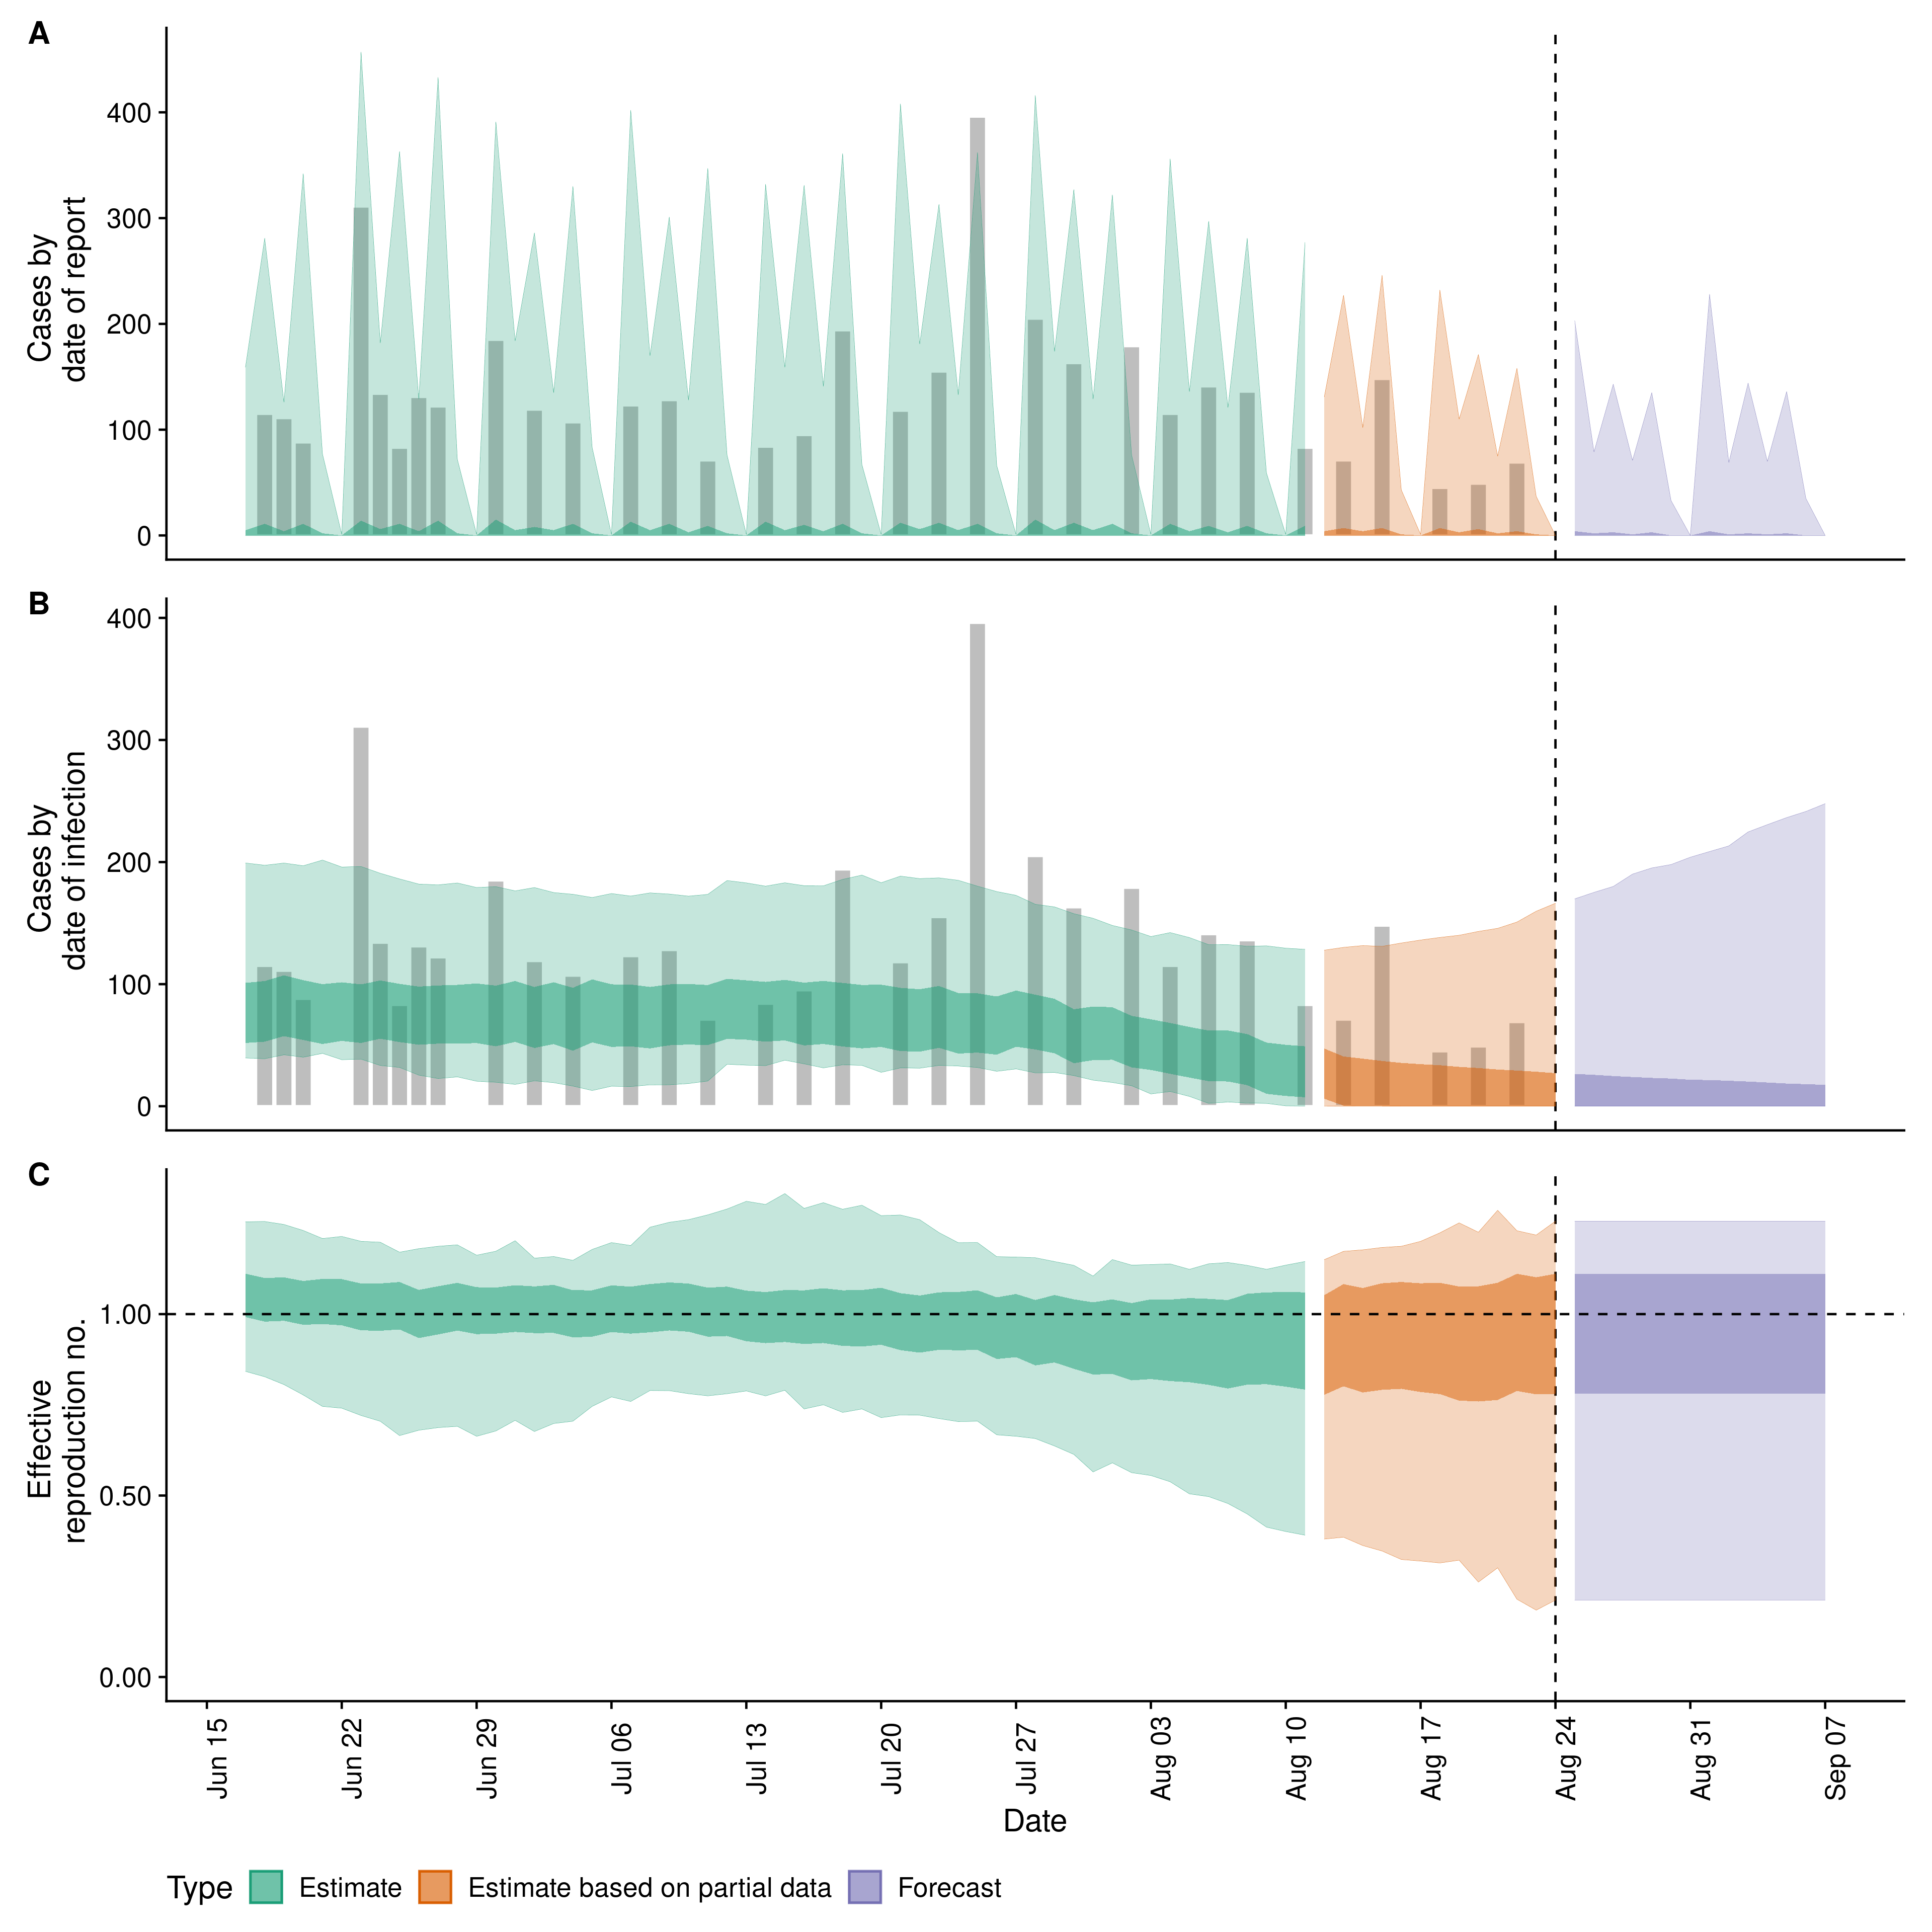 A
Cases by
date of report
400
300
200
100
0
B
Cases by
date of infection
400
300
200
100
0
C
Effective
reproduction no.
1.00
0.50
0.00
Jun 15
Jun 22
Jun 29
Jul 06
Jul 13
Jul 20
Jul 27
Aug 03
Aug 10
Aug 17
Aug 24
Aug 31
Sep 07
Date
Type Estimate Estimate based on partial data Forecast